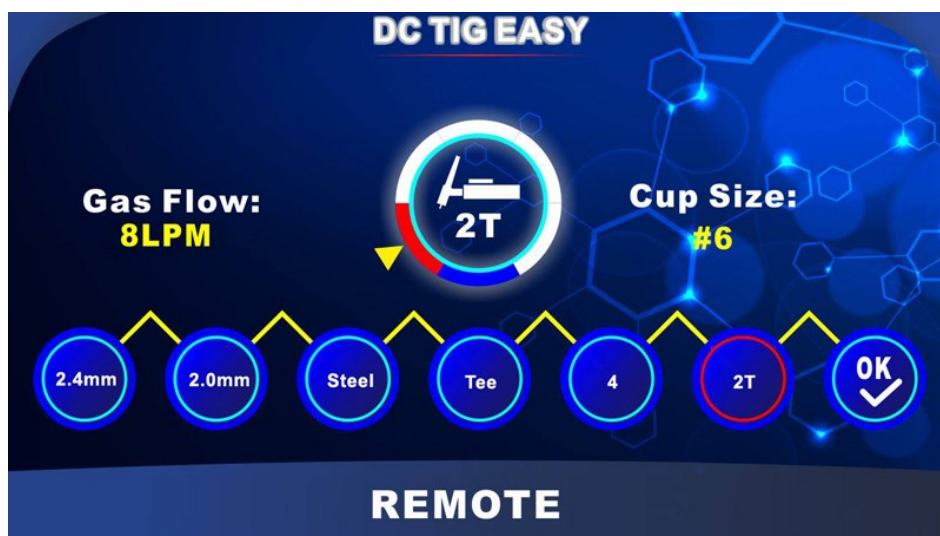 DC TIG EASY
2T
Gas Flow:
8LPM
Cup Size:
#6
2.4mm
2.0mm
Steel
Tee
4
2T
OK
REMOTE